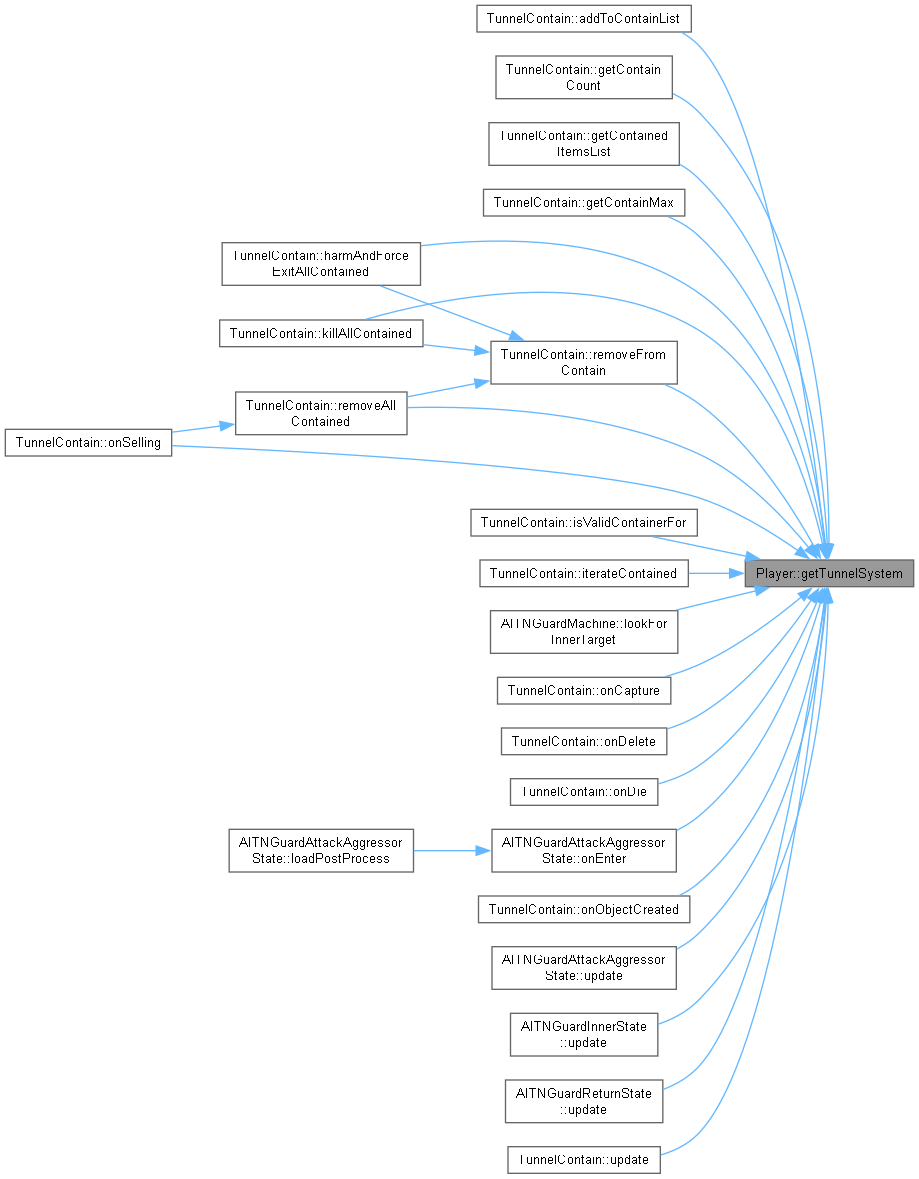 TunnelContain::addToContainList
TunnelContain::getContain
Count
TunnelContain::getContained
ItemsList
TunnelContain::getContainMax
TunnelContain::harmAndForce
ExitAllContained
TunnelContain::killAllContained
TunnelContain::removeFrom
Contain
TunnelContain::removeAll
Contained
TunnelContain::onSelling
TunnelContain::isValidContainerFor
TunnelContain::iterateContained
Player::getTunnelSystem
AITNGuardMachine::lookFor
InnerTarget
TunnelContain::onCapture
TunnelContain::onDelete
TunnelContain::onDie
AITNGuardAttackAggressor
State::loadPostProcess
AITNGuardAttackAggressor
State::onEnter
TunnelContain::onObjectCreated
AITNGuardAttackAggressor
State::update
AITNGuardInnerState
::update
AITNGuardReturnState
::update
TunnelContain::update